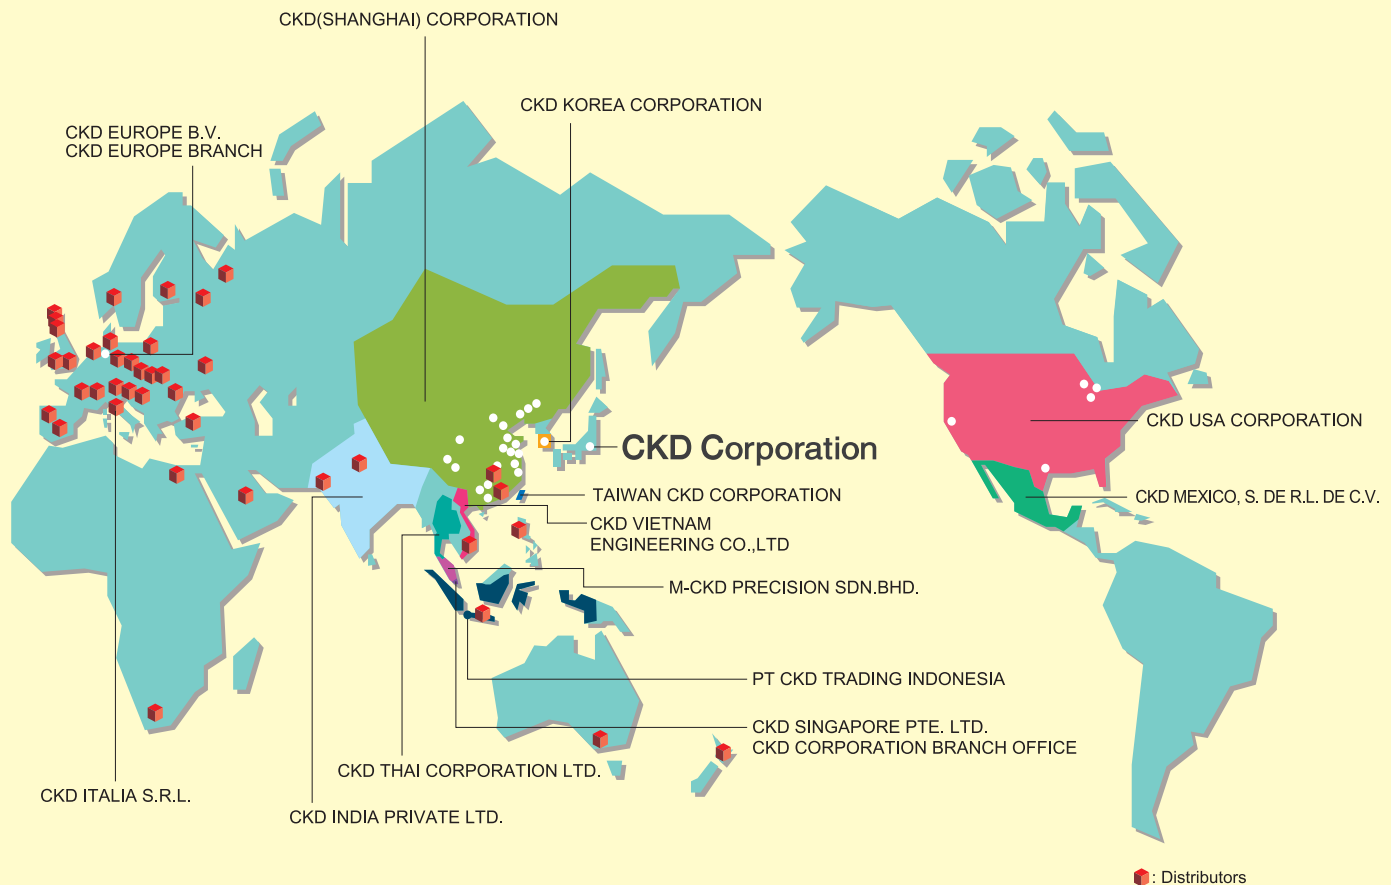 CKD(SHANGHAI) CORPORATION
CKD KOREA CORPORATION
CKD EUROPE B.V.
CKD EUROPE BRANCH
CKD USA CORPORATION
CKD Corporation
TAIWAN CKD CORPORATION
CKD MEXICO, S. DE R.L. DE C.V.
CKD VIETNAM
ENGINEERING CO.,LTD
M-CKD PRECISION SDN.BHD.
PT CKD TRADING INDONESIA
CKD SINGAPORE PTE. LTD.
CKD CORPORATION BRANCH OFFICE
CKD THAI CORPORATION LTD.
CKD ITALIA S.R.L.
CKD INDIA PRIVATE LTD.
: Distributors